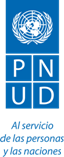 P N
U D
Al servicio
de las personas
y las naciones